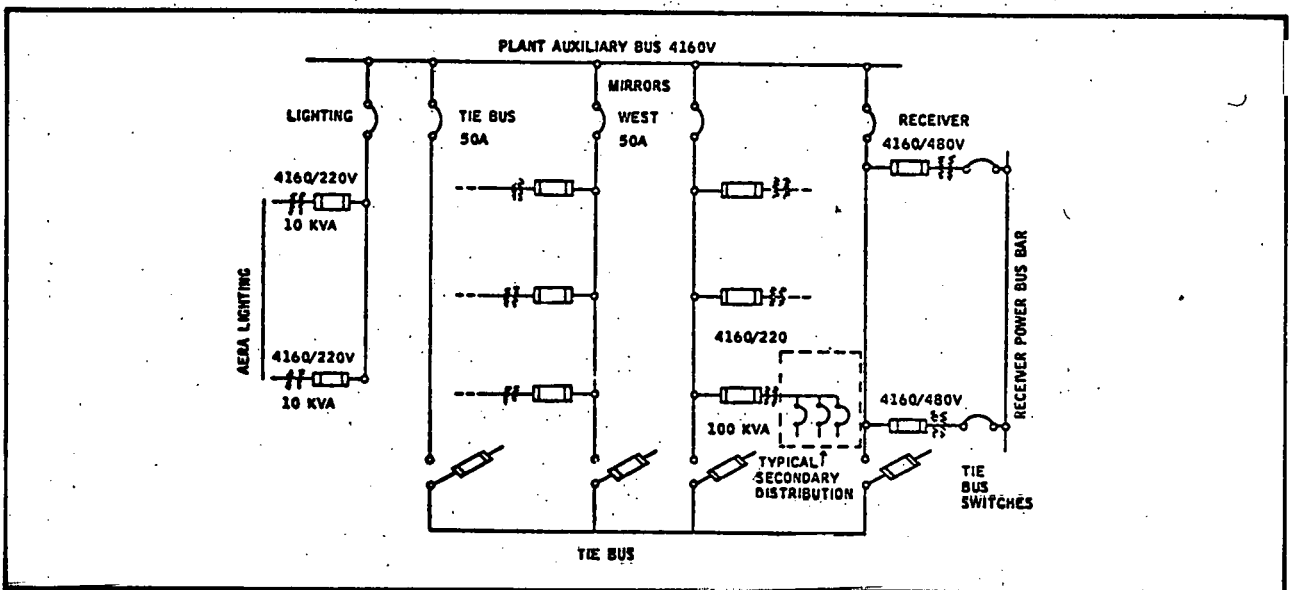 PLANT AUXILIARY BUS 4160V
LIGHTING
TIE BUS
50A
MIRRORS
WEST
50A
RECEIVER
4160/480V
4160/220V
10 KVA
AERA LIGHTING
4160/220V
10 KVA
4160/220
100 KVA
TYPICAL
SECONDARY
DISTRIBUTION
4160/480V
RECEIVER POWER BUS BAR
TIE
BUS
SWITCHES
TIE BUS